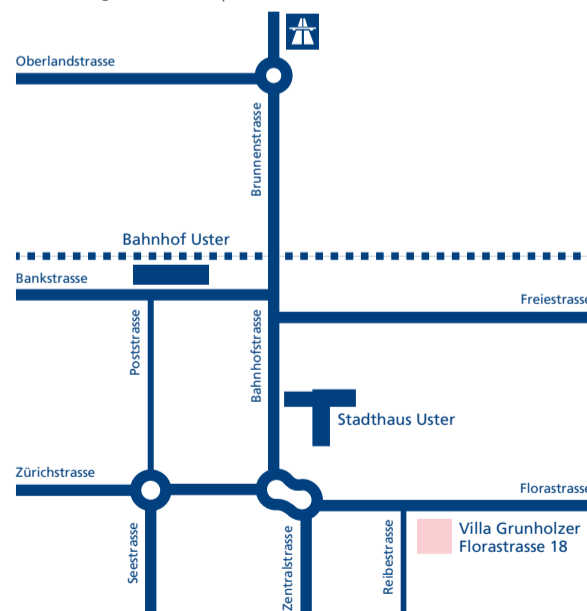 Oberlandstrasse
Brunnenstrasse
Bahnhof Uster
Bankstrasse
Freiestrasse
Poststrasse
Bahnhofstrasse
Stadthaus Uster
Zürichstrasse
Florastrasse
Seestrasse
Zentralstrasse
Reibestrasse
Villa Grunholzer
Florastrasse 18